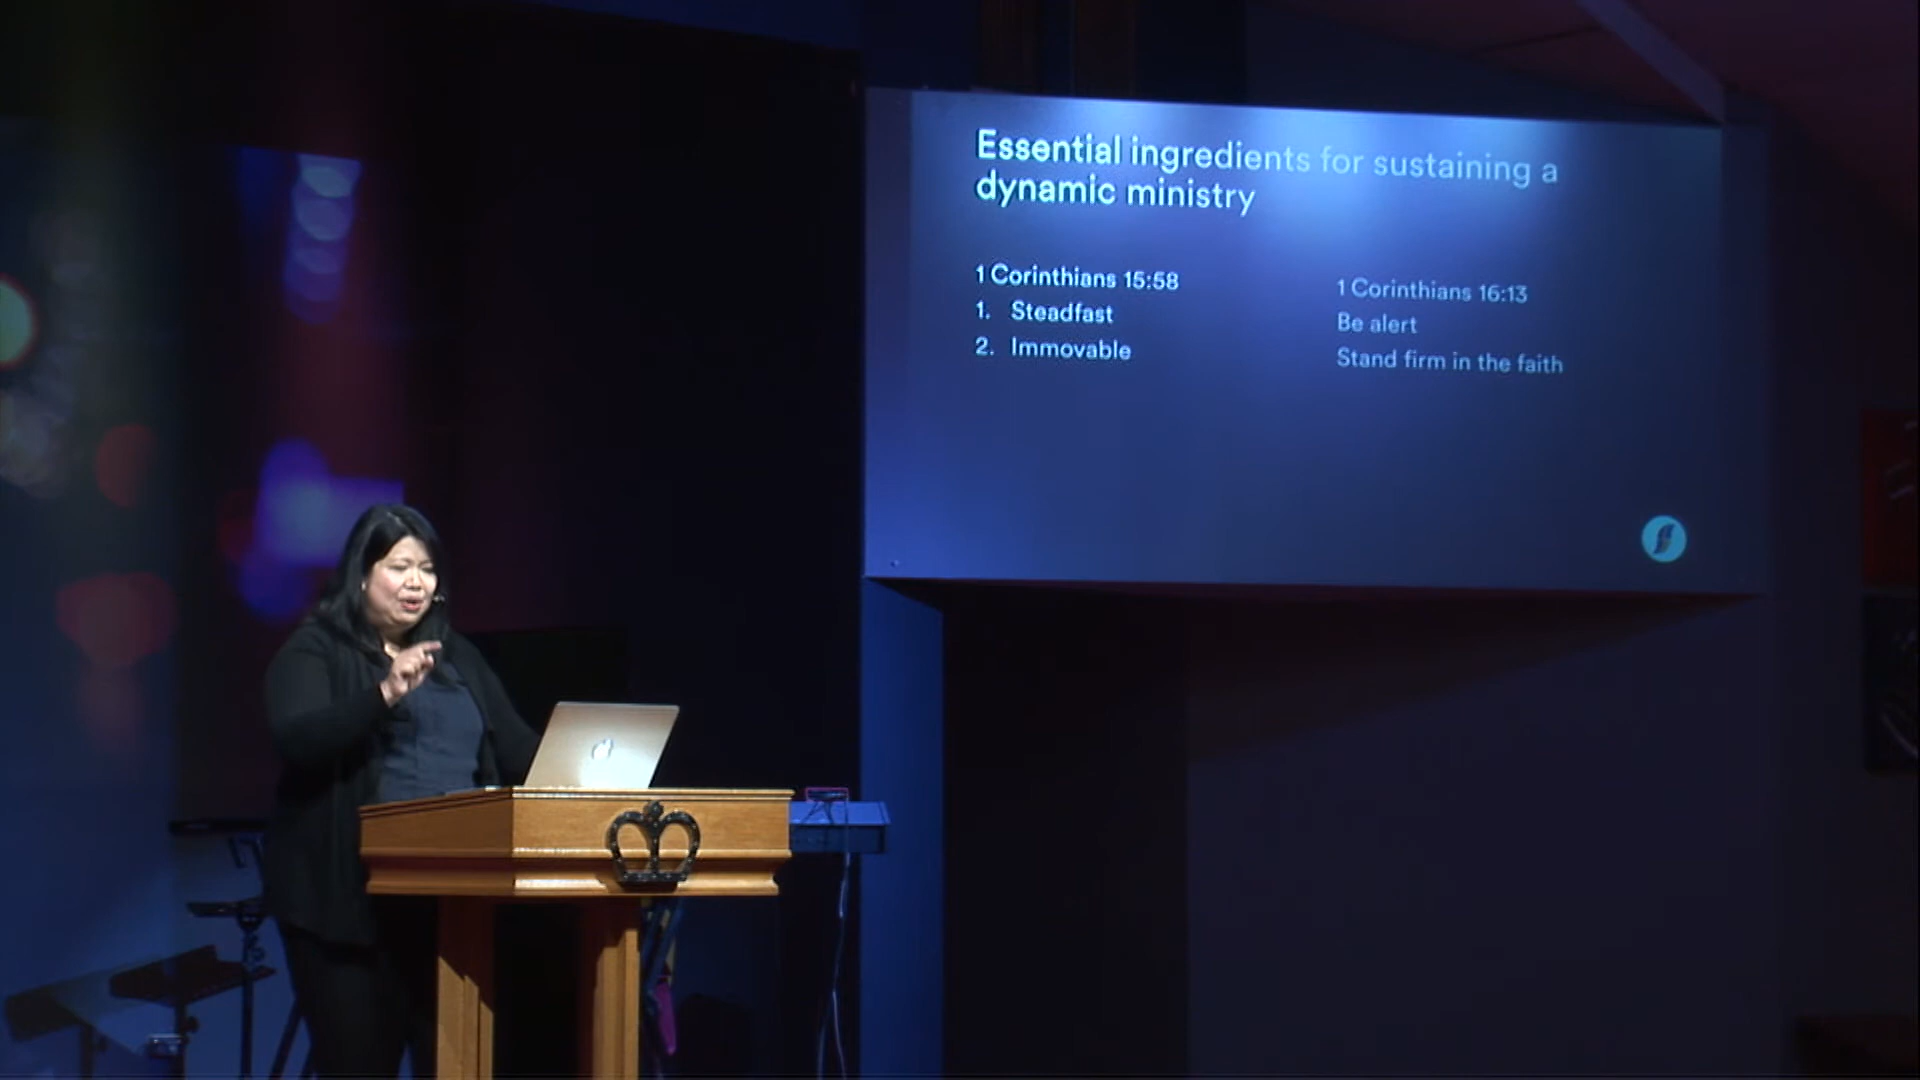 Essential ingredients for sustaining a
dynamic ministry
1 Corinthians 15:58
1. Steadfast
2. Immovable
1 Corinthians 16:13
Be alert
Stand firm in the faith